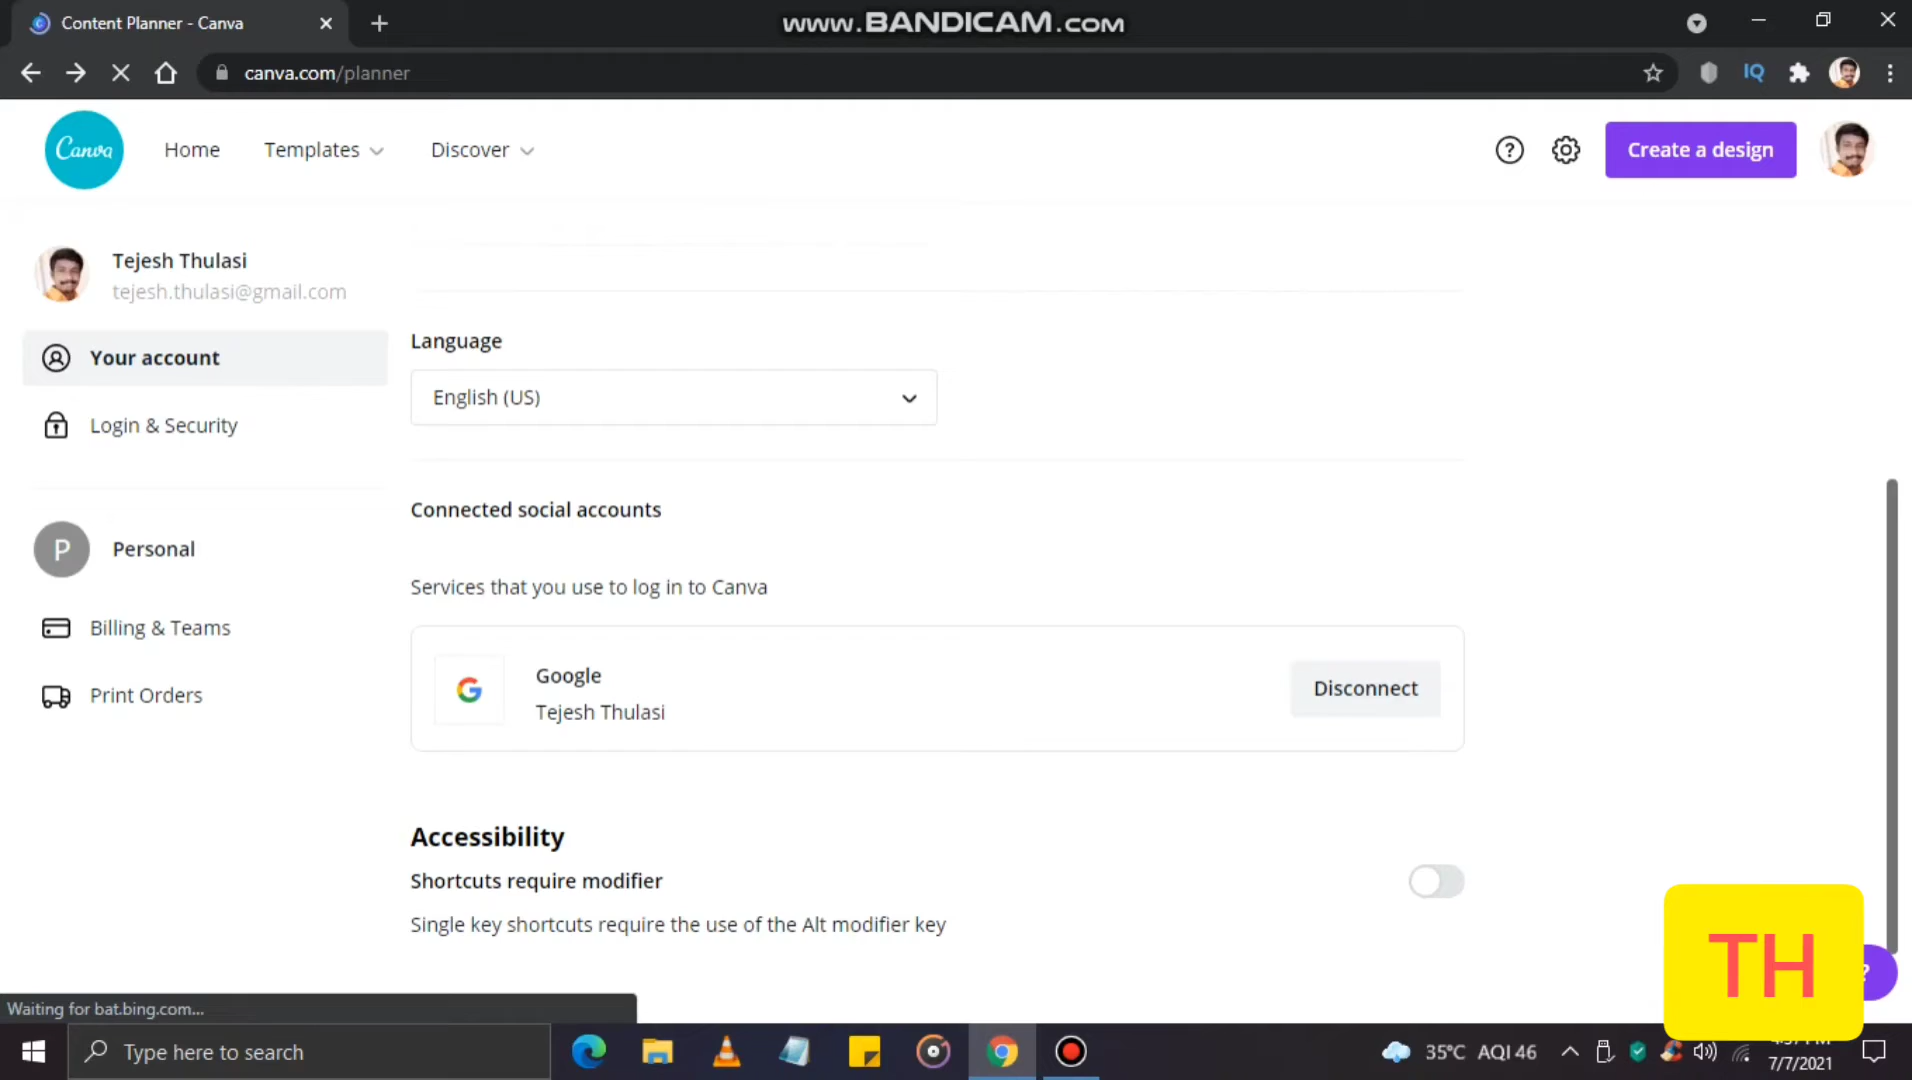 Content Planner - Canva
www.BANDICAM.com
canva.com/planner
IQ
Canva
Home
Templates
Discover
Create a design
Tejesh Thulasi
tejesh.thulasi@gmail.com
Your account
Login & Security
P
Personal
Billing & Teams
Print Orders
Language
English (US)
Connected social accounts
Services that you use to log in to Canva
Google
Tejesh Thulasi
Disconnect
Accessibility
Shortcuts require modifier
Single key shortcuts require the use of the Alt modifier key
TH
?
Waiting for bat.bing.com...
Type here to search
35°C AQI 46
7/7/2021